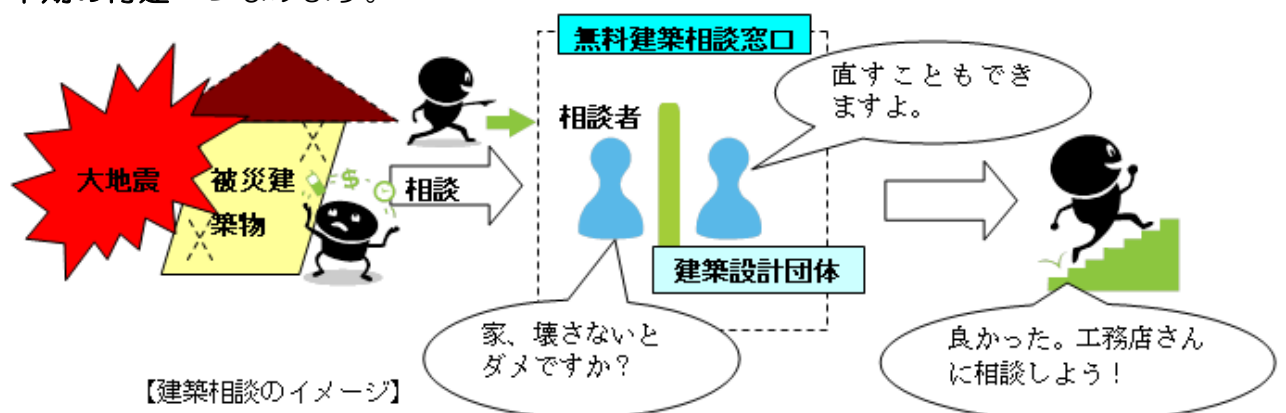 無料建築相談窓口
直すこともでき
ますよ。
相談者
大地震
被災建
築物
$
相談
建築設計団体
家、壊さないと
ダメですか？
良かった。工務店さん
に相談しよう！
【建築相談のイメージ】